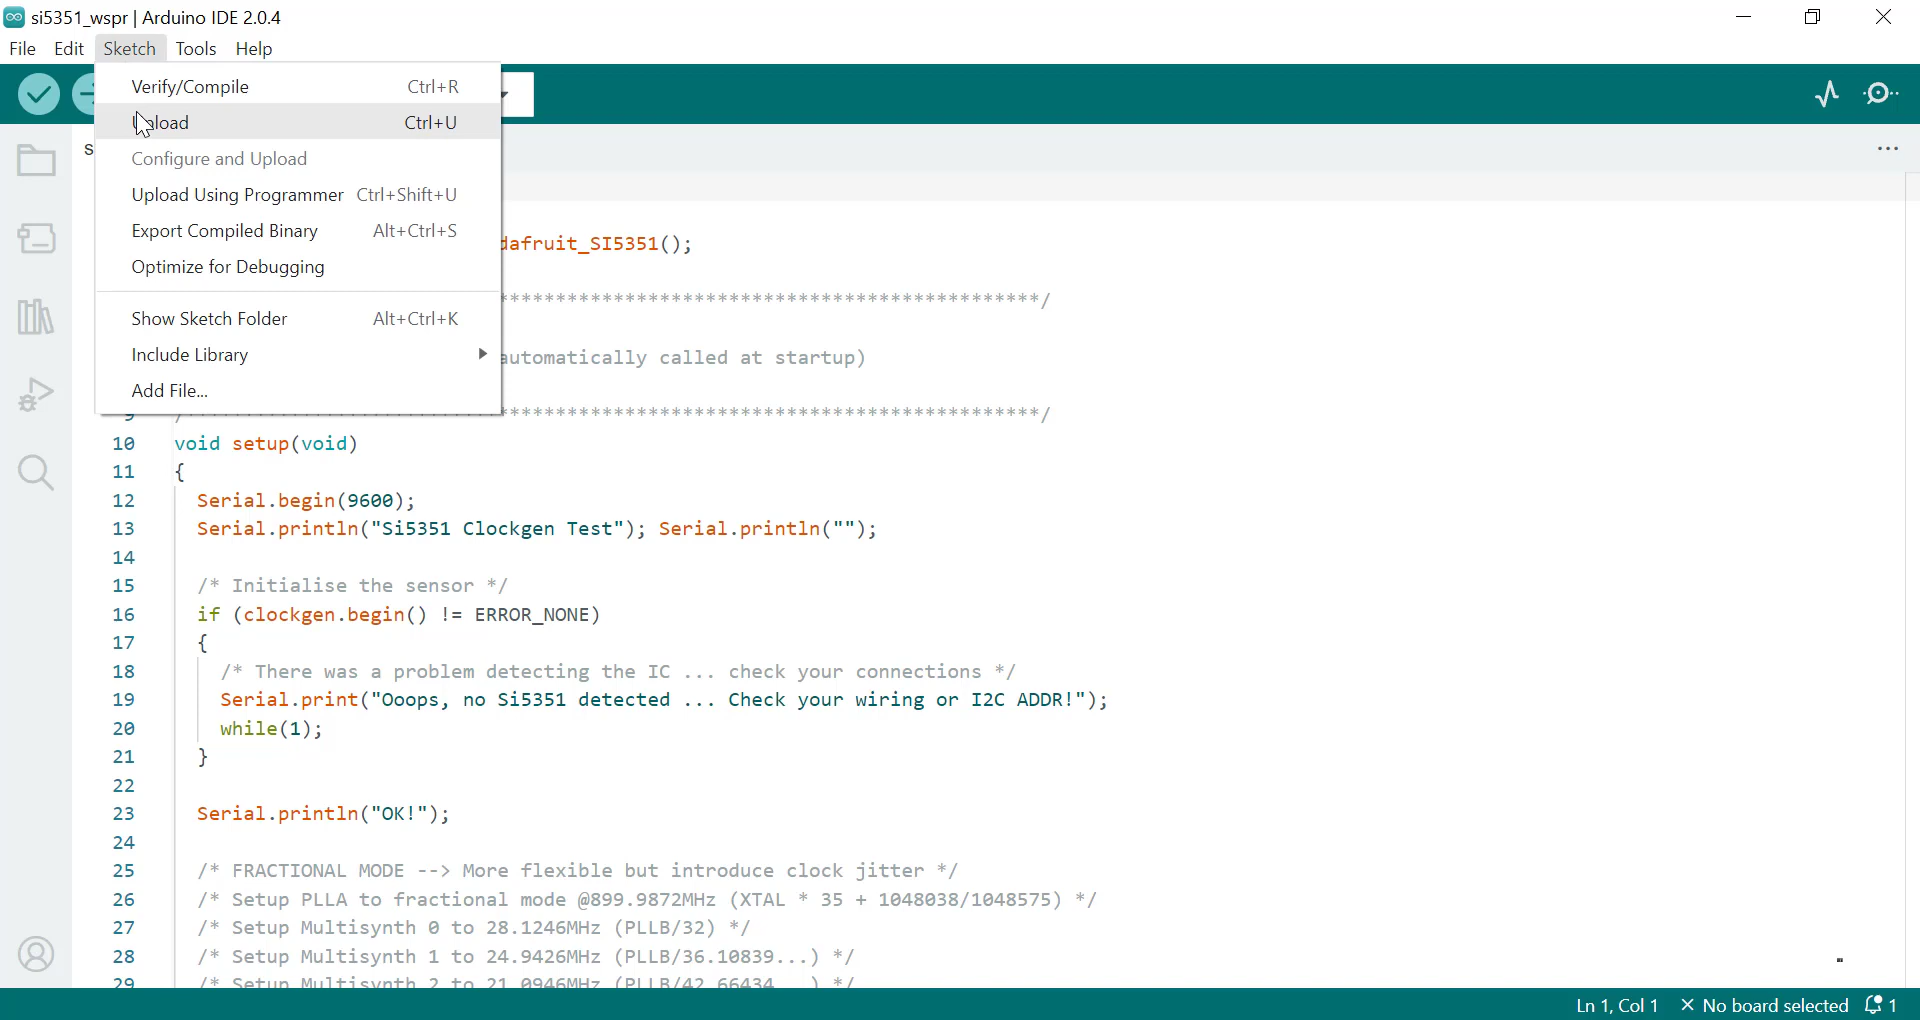 si5351_wspr | Arduino IDE 2.0.4
File Edit Sketch Tools Help
Verify/Compile Ctrl+R
Upload Ctrl+U
Configure and Upload
Upload Using Programmer Ctrl+Shift+U
Export Compiled Binary Alt+Ctrl+S
Optimize for Debugging
Show Sketch Folder Alt+Ctrl+K
Include Library
Add File...
s
dafruit_SI5351();
***********************************************/
automatically called at startup)
***********************************************/
9
10 void setup(void)
11 {
12 Serial.begin(9600);
13 Serial.println("Si5351 Clockgen Test"); Serial.println("");
14
15 /* Initialise the sensor */
16 if (clockgen.begin() != ERROR_NONE)
17 {
18 /* There was a problem detecting the IC ... check your connections */
19 Serial.print("Ooops, no Si5351 detected ... Check your wiring or I2C ADDR!");
20 while(1);
21 }
22
23 Serial.println("OK!");
24
25 /* FRACTIONAL MODE --> More flexible but introduce clock jitter */
26 /* Setup PLLA to fractional mode @899.9872MHz (XTAL * 35 + 1048038/1048575) */
27 /* Setup Multisynth 0 to 28.1246MHz (PLLB/32) */
28 /* Setup Multisynth 1 to 24.9426MHz (PLLB/36.10839...) */
29 /* Setup Multisynth 2 to 21.0946MHz (PLLB/42.66434...) */
Ln 1, Col 1 × No board selected 1